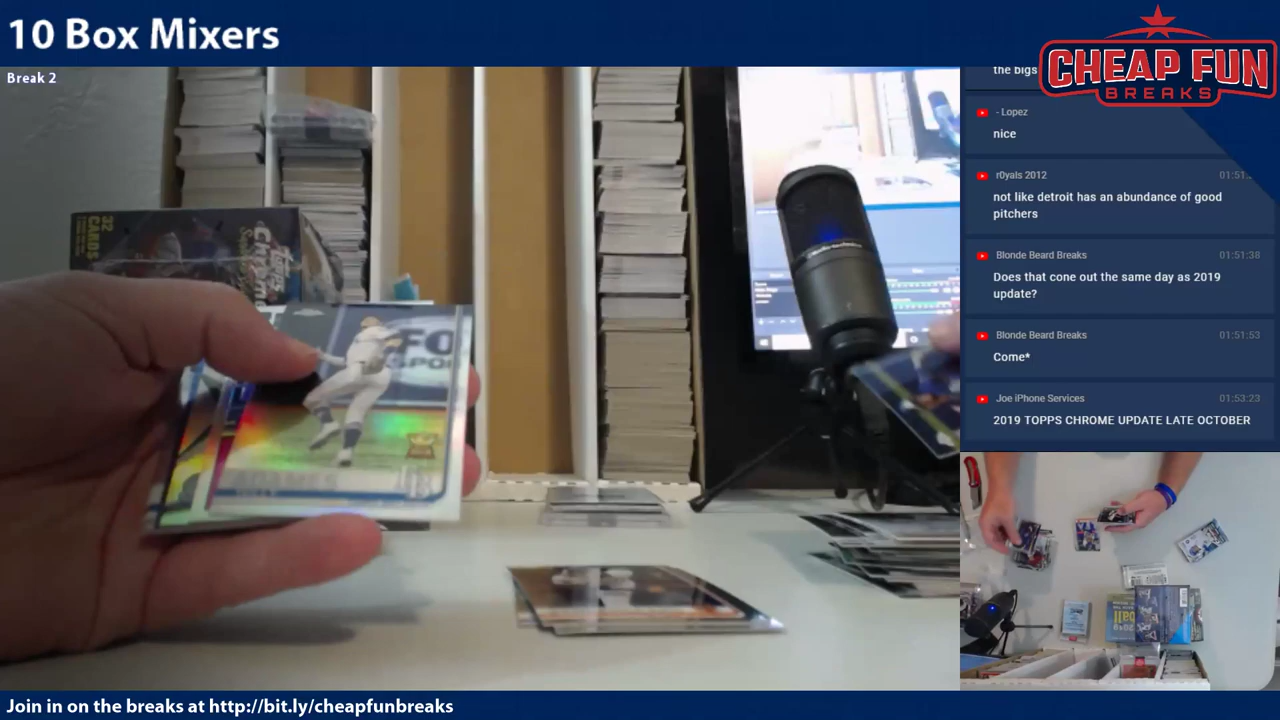 10 Box Mixers
CHEAP FUN
BREAKS
Break 2
the bigs
- Lopez
nice
r0yals 2012
01:51:
not like detroit has an abundance of good
pitchers
Blonde Beard Breaks 01:51:38
Does that cone out the same day as 2019
update?
Blonde Beard Breaks 01:51:53
Come*
Joe iPhone Services 01:53:23
2019 TOPPS CHROME UPDATE LATE OCTOBER
32
CARDS
ADAMES
Join in on the breaks at http://bit.ly/cheapfunbreaks